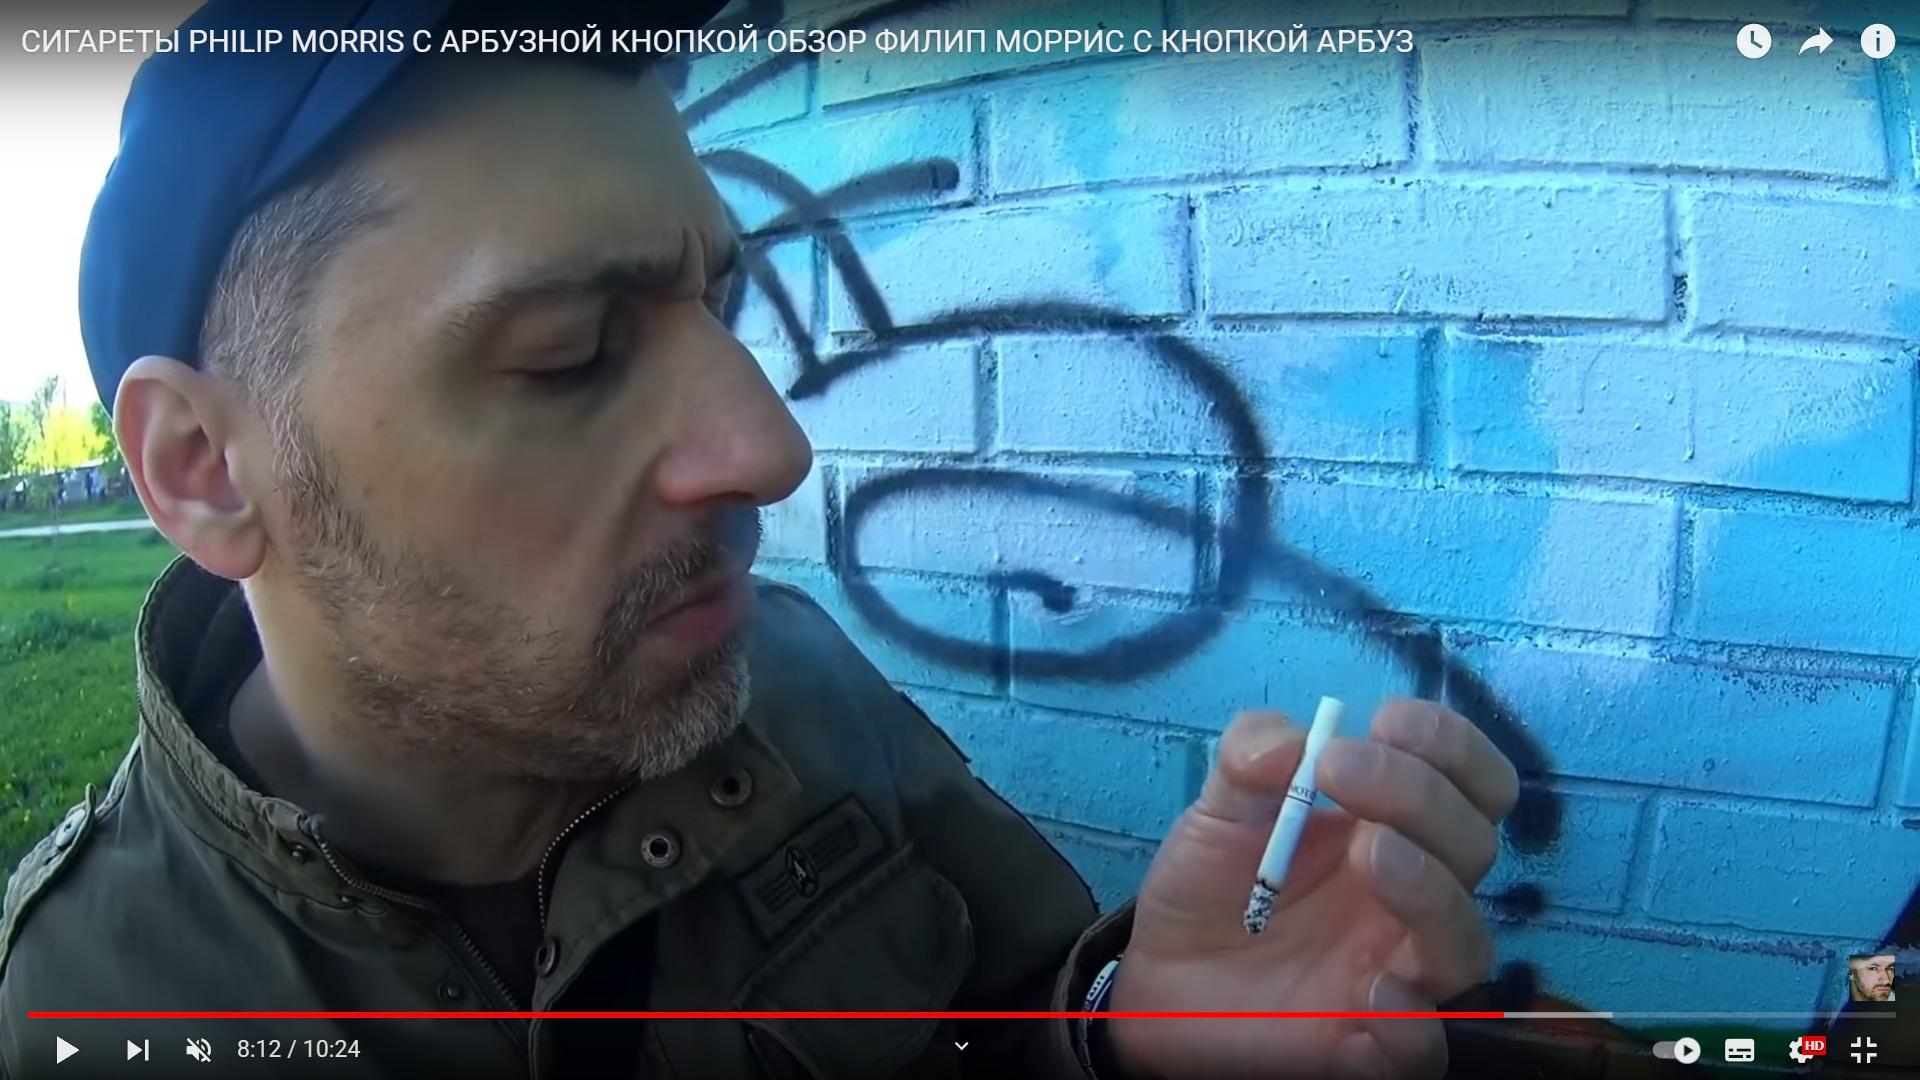 СИГАРЕТЫ PHILIP MORRIS С АРБУЗНОЙ КНОПКОЙ ОБЗОР ФИЛИП МОРРИС С КНОПКОЙ АРБУЗ
8:12 / 10:24
HD